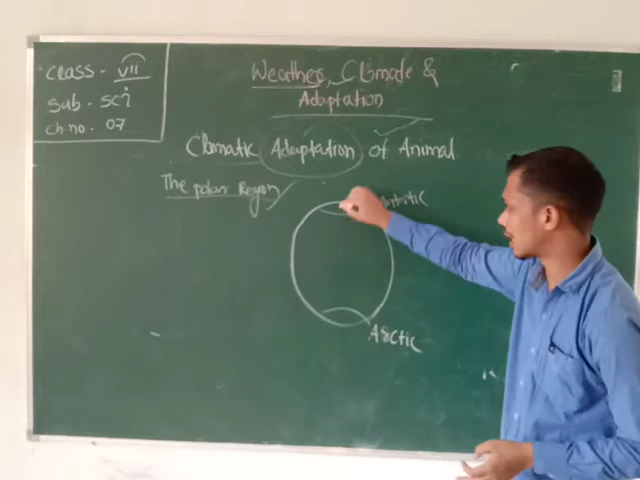 Class - vii
Sub - sci
Ch. no. - 07
Weather, Climate &
Adaptation
Climatic Adaptation of Animal
The polar Region
Arctic